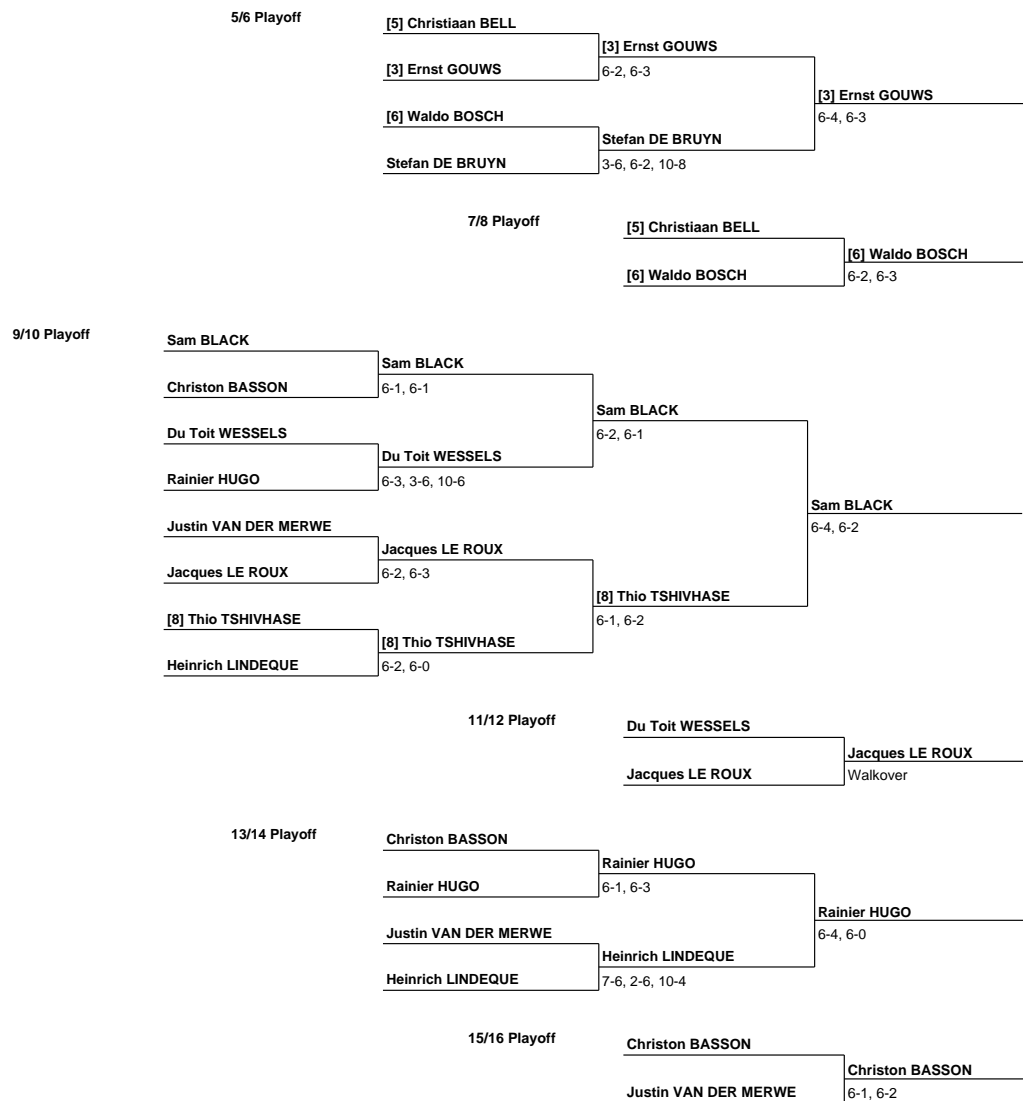 5/6 Playoff
[5] Christiaan BELL
[3] Ernst GOUWS
[3] Ernst GOUWS
6-2, 6-3
[3] Ernst GOUWS
6-4, 6-3
[6] Waldo BOSCH
Stefan DE BRUYN
Stefan DE BRUYN
3-6, 6-2, 10-8
7/8 Playoff
[5] Christiaan BELL
[6] Waldo BOSCH
[6] Waldo BOSCH
6-2, 6-3
9/10 Playoff
Sam BLACK
Sam BLACK
Christon BASSON
6-1, 6-1
Sam BLACK
6-2, 6-1
Du Toit WESSELS
Du Toit WESSELS
Rainier HUGO
6-3, 3-6, 10-6
Sam BLACK
6-4, 6-2
Justin VAN DER MERWE
Jacques LE ROUX
Jacques LE ROUX
6-2, 6-3
[8] Thio TSHIVHASE
6-1, 6-2
[8] Thio TSHIVHASE
[8] Thio TSHIVHASE
Heinrich LINDEQUE
6-2, 6-0
11/12 Playoff
Du Toit WESSELS
Jacques LE ROUX
Jacques LE ROUX
Walkover
13/14 Playoff
Christon BASSON
Rainier HUGO
Rainier HUGO
6-1, 6-3
Rainier HUGO
6-4, 6-0
Justin VAN DER MERWE
Heinrich LINDEQUE
Heinrich LINDEQUE
7-6, 2-6, 10-4
15/16 Playoff
Christon BASSON
Christon BASSON
Justin VAN DER MERWE
6-1, 6-2